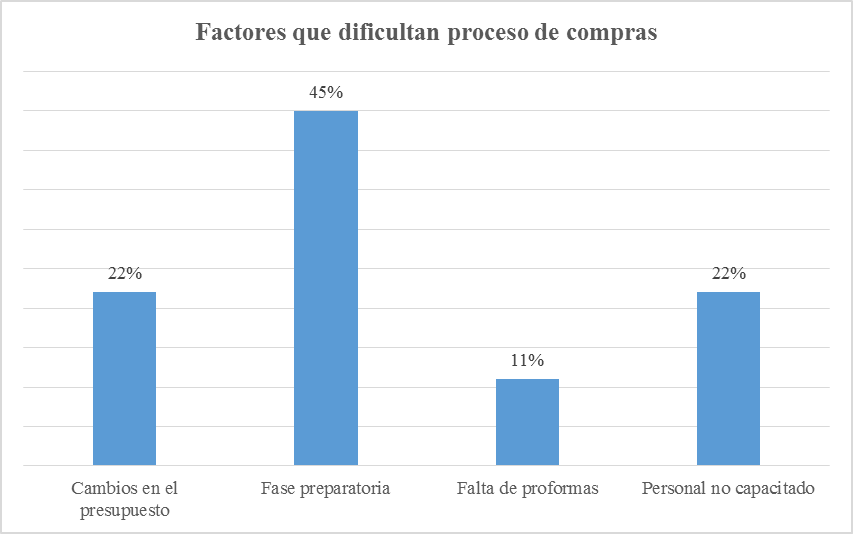 Factores que dificultan proceso de compras
45%
22%
22%
11%
Cambios en el
presupuesto
Fase preparatoria
Falta de proformas
Personal no capacitado